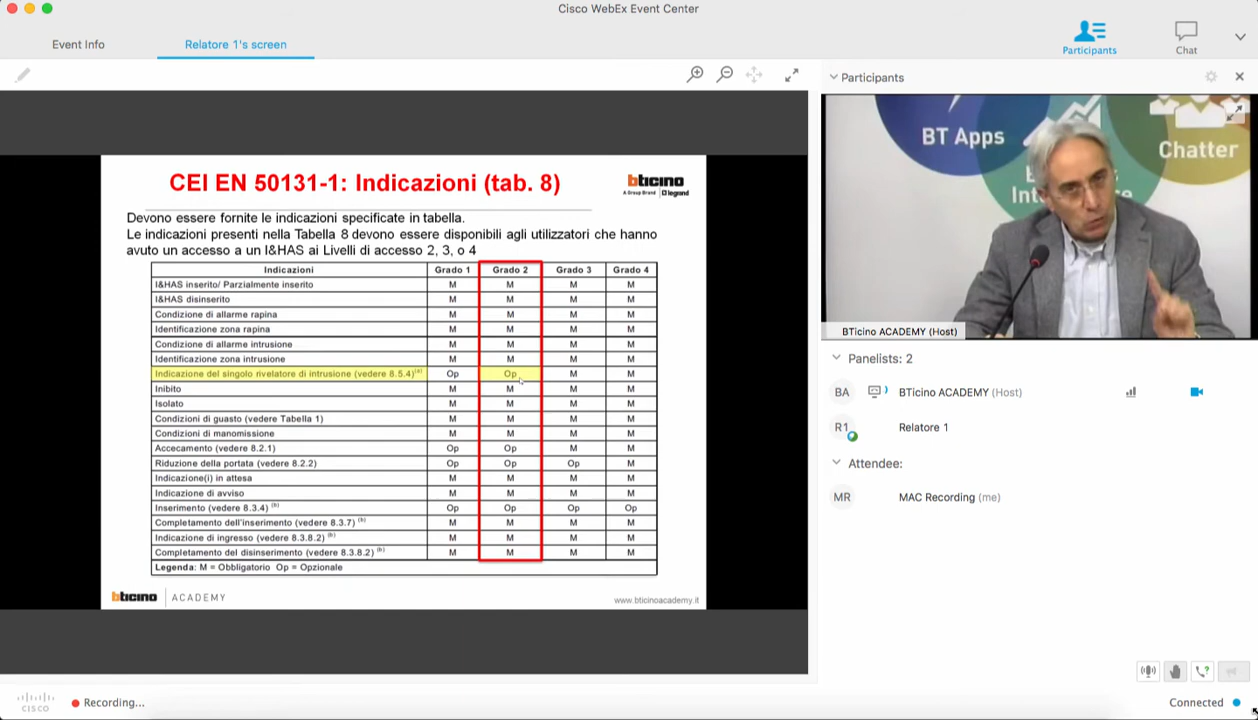 Cisco WebEx Event Center
Event Info
Relatore 1's screen
Participants
Chat
Participants
CEI EN 50131-1: Indicazioni (tab. 8)
bticino
A Group Brand legrand
Devono essere fornite le indicazioni specificate in tabella.
Le indicazioni presenti nella Tabella 8 devono essere disponibili agli utilizzatori che hanno
avuto un accesso a un I&HAS ai Livelli di accesso 2, 3, o 4
Indicazioni Grado 1 Grado 2 Grado 3 Grado 4
I&HAS inserito/ Parzialmente inserito M M M M
I&HAS disinserito M M M M
Condizione di allarme rapina M M M M
Identificazione zona rapina M M M M
Condizione di allarme intrusione M M M M
Identificazione zona intrusione M M M M
Indicazione del singolo rivelatore di intrusione (vedere 8.5.4)(a) Op Op M M
Inibito M M M M
Isolato M M M M
Condizioni di guasto (vedere Tabella 1) M M M M
Condizioni di manomissione M M M M
Accecamento (vedere 8.2.1) Op Op M M
Riduzione della portata (vedere 8.2.2) Op Op Op M
Indicazione(i) in attesa M M M M
Indicazione di avviso M M M M
Inserimento (vedere 8.3.4) (b) Op Op Op Op
Completamento dell'inserimento (vedere 8.3.7) (b) M M M M
Indicazione di ingresso (vedere 8.3.8.2) (b) M M M M
Completamento del disinserimento (vedere 8.3.8.2) (b) M M M M
Legenda: M = Obbligatorio Op = Opzionale
bticino ACADEMY
www.bticinoacademy.it
BT Apps
Chatter
BTicino ACADEMY (Host)
Panelists: 2
BA BTicino ACADEMY (Host)
R1 Relatore 1
Attendee:
MR MAC Recording (me)
CISCO
Recording...
Connected